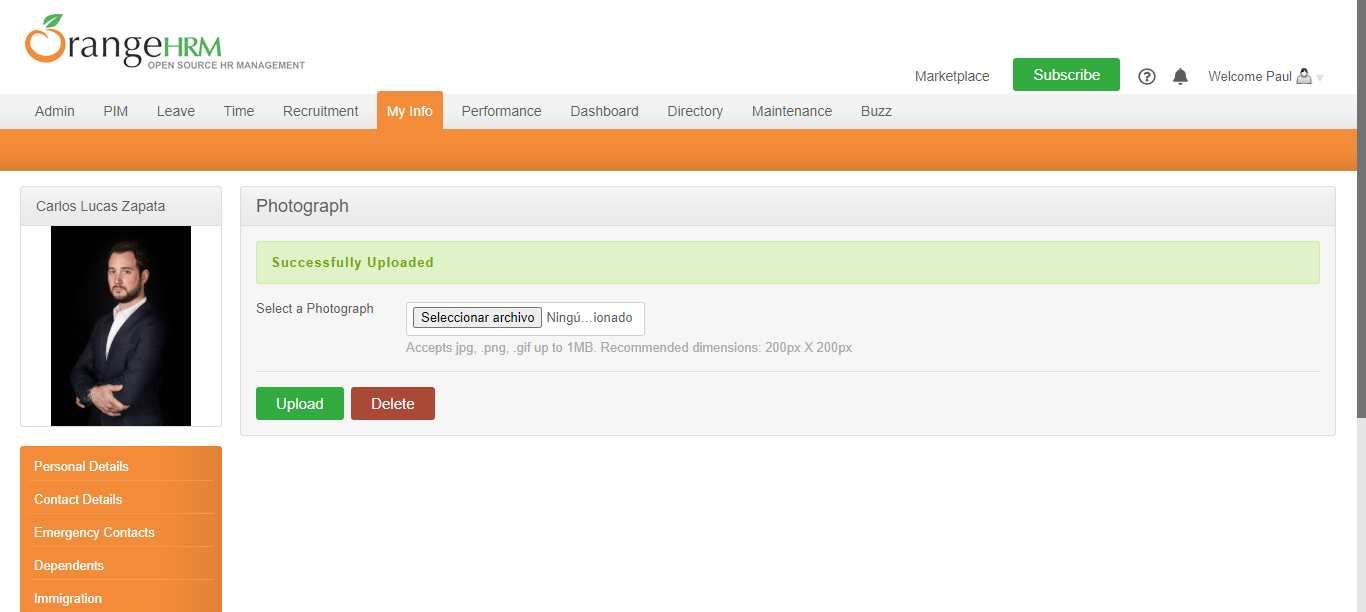 OrangeHRM
OPEN SOURCE HR MANAGEMENT
Marketplace
Subscribe
Welcome Paul
Admin PIM Leave Time Recruitment My Info Performance Dashboard Directory Maintenance Buzz
Carlos Lucas Zapata
Photograph
Successfully Uploaded
Select a Photograph
Seleccionar archivo Ningú...ionado
Accepts jpg, .png, .gif up to 1MB. Recommended dimensions: 200px X 200px
Upload Delete
Personal Details
Contact Details
Emergency Contacts
Dependents
Immigration